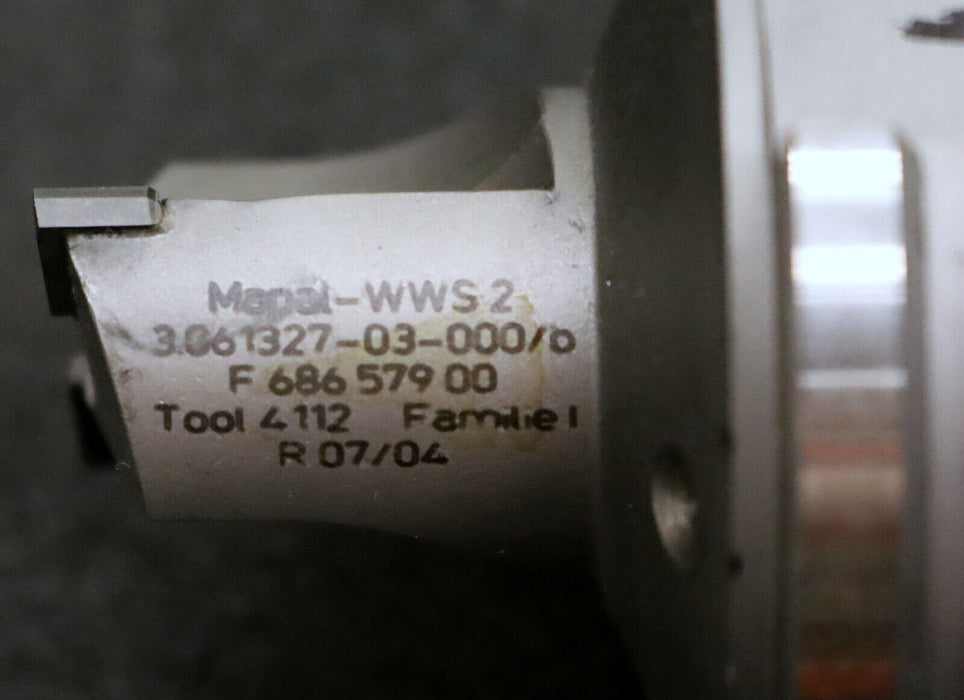 Mapal-WWS 2
3.061327-03-000/b
F 686 579 00
Tool 4112 Familie I
R 07/04